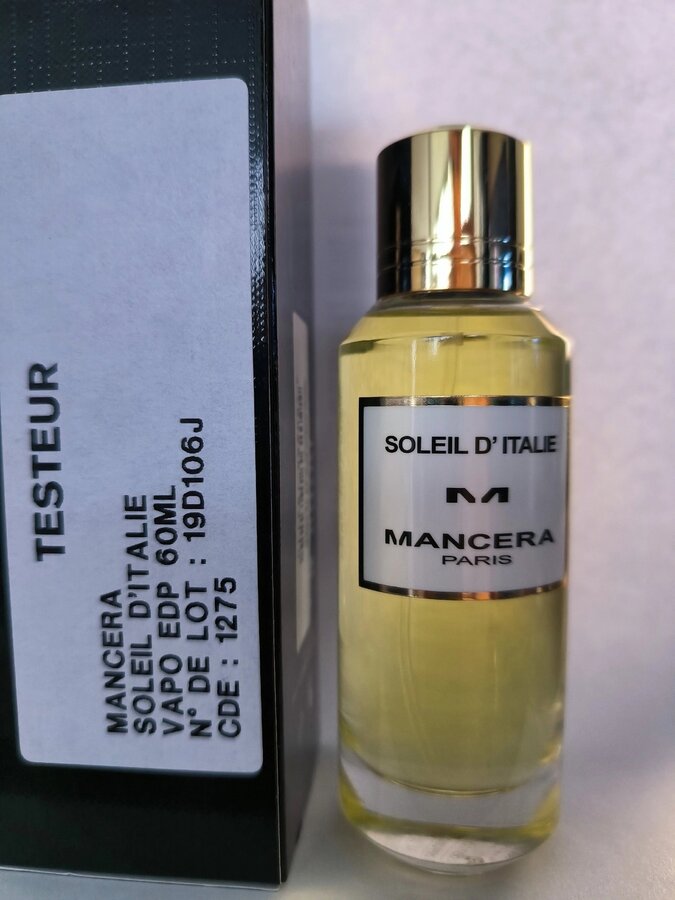 TESTEUR
MANCERA
SOLEIL D'ITALIE
VAPO EDP 60ML
N° DE LOT : 19D106J
CDE : 1275
SOLEIL D' ITALIE
MANCERA
PARIS